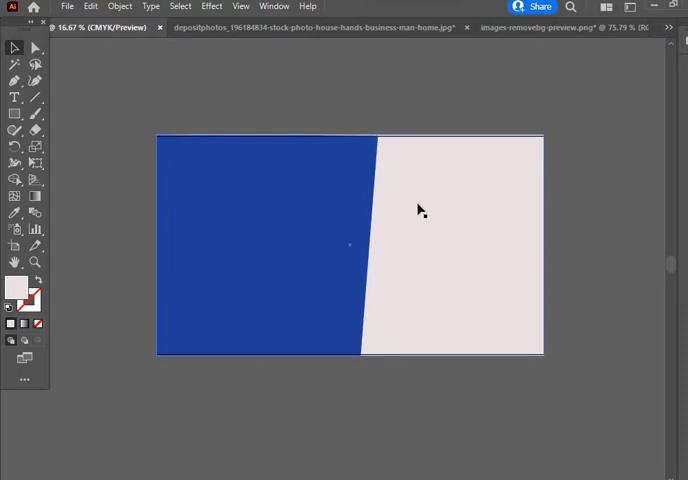 Ai File Edit Object Type Select Effect View Window Help Share
@ 16.67 % (CMYK/Preview) × depositphotos_196184834-stock-photo-house-hands-business-man-home.jpg* × images-removebg-preview.png* @ 75.79 % (RG
T